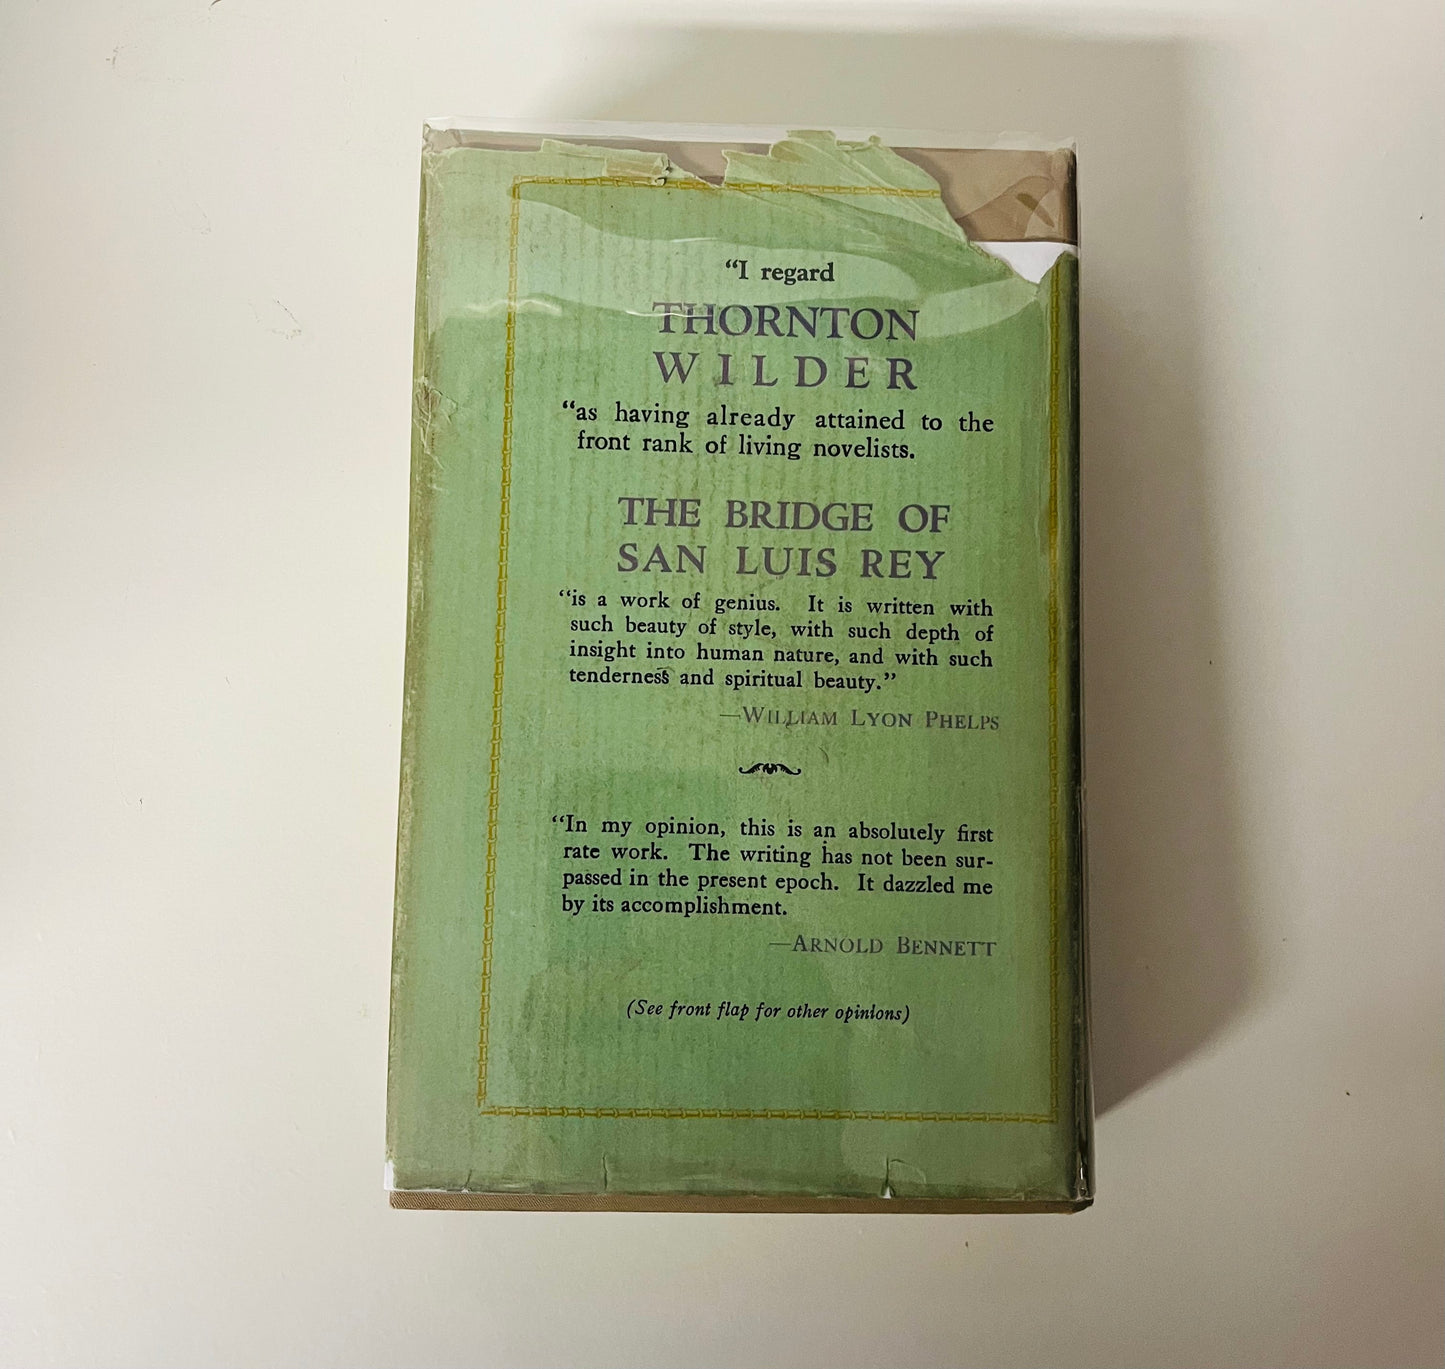 “I regard
THORNTON
WILDER
“as having already attained to the
front rank of living novelists.
THE BRIDGE OF
SAN LUIS REY
“is a work of genius. It is written with
such beauty of style, with such depth of
insight into human nature, and with such
tenderness and spiritual beauty.”
—WILLIAM LYON PHELPS
“In my opinion, this is an absolutely first
rate work. The writing has not been sur-
passed in the present epoch. It dazzled me
by its accomplishment.
—ARNOLD BENNETT
(See front flap for other opinions)